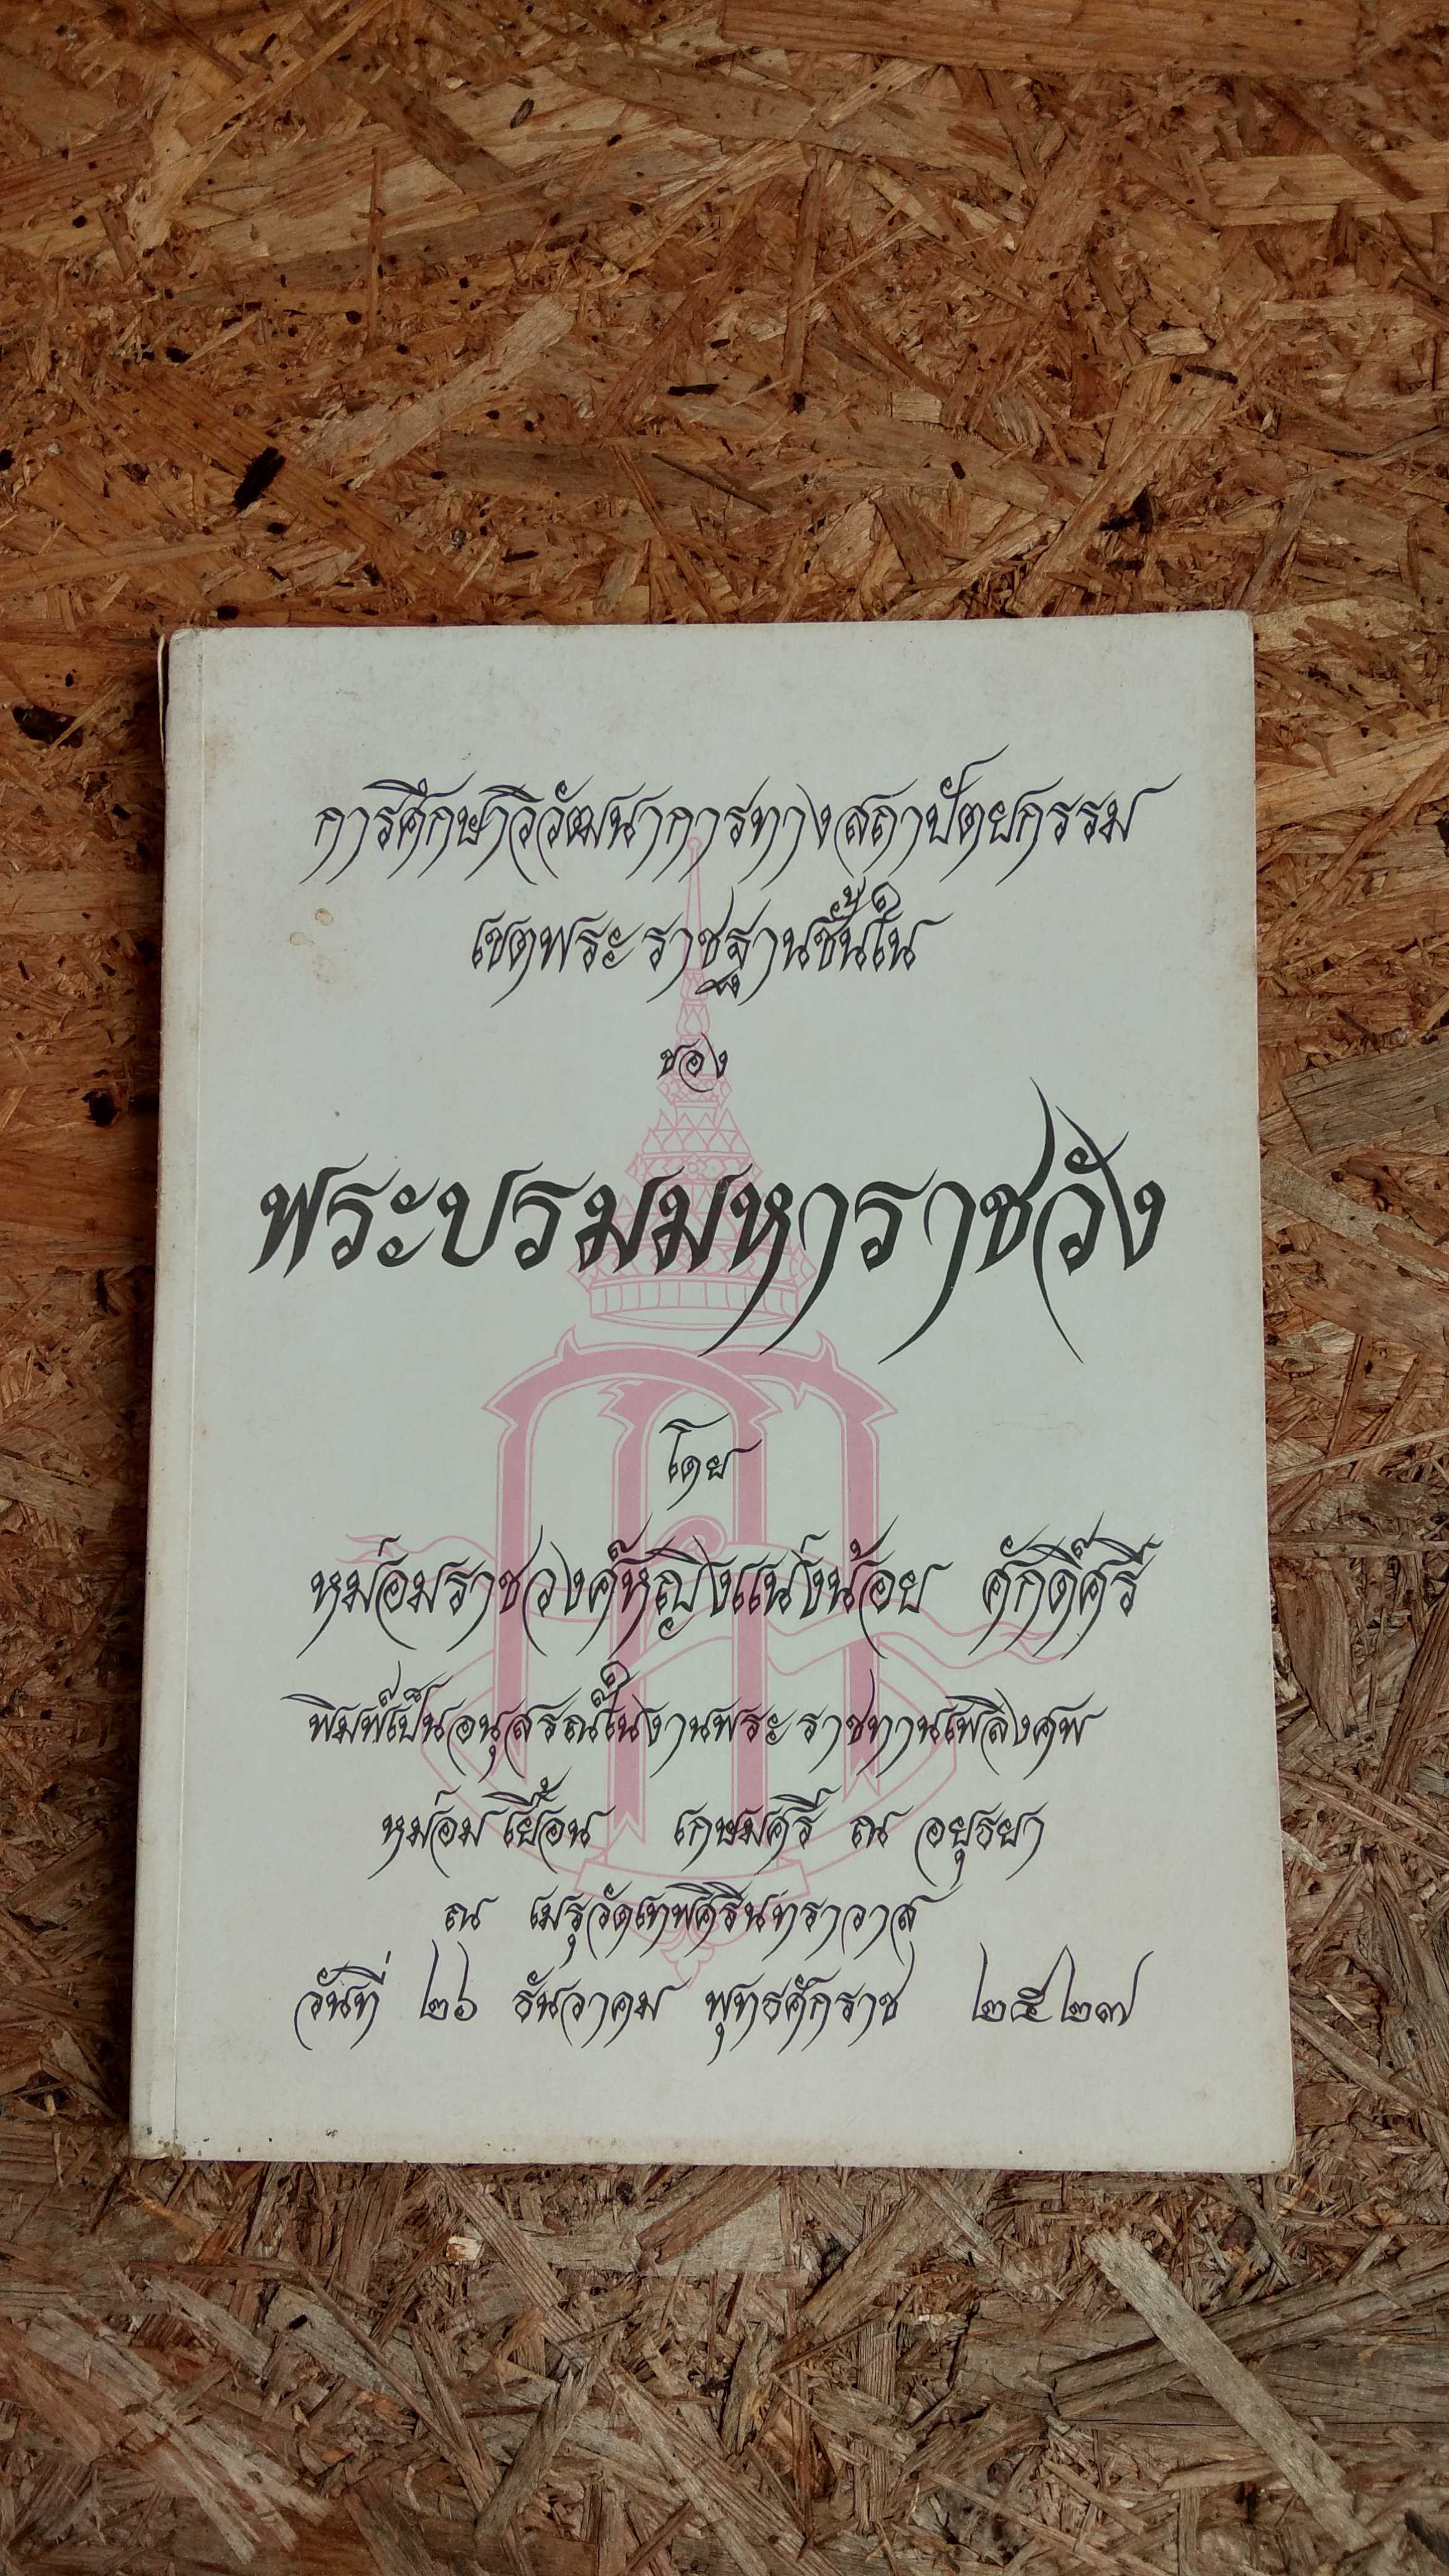 การศึกษาวิวัฒนาการทางสถาปัตยกรรม
เขตพระราชฐานชั้นใน
ของ
พระบรมมหาราชวัง
โดย
หม่อมราชวงศ์หญิงแน่งน้อย ศักดิ์ศรี
พิมพ์เป็นอนุสรณ์ในงานพระราชทานเพลิงศพ
หม่อมเยื้อน เกษมศรี ณ อยุธยา
ณ เมรุวัดเทพศิรินทราวาส
วันที่ ๒๖ ธันวาคม พุทธศักราช ๒๕๒๗